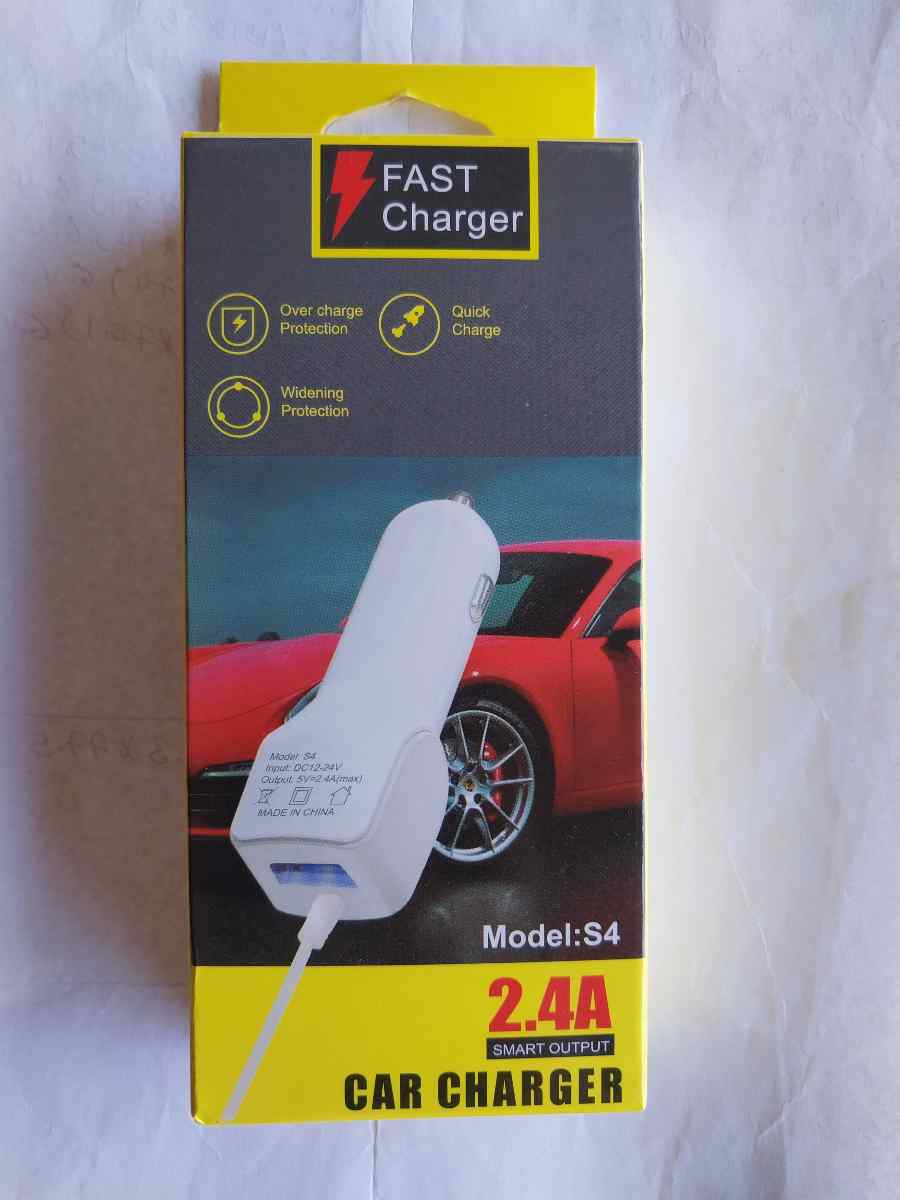 FAST
Charger
Over charge
Protection
Quick
Charge
Widening
Protection
Model: S4
Input: DC12-24V
Output: 5V=2.4A(max)
MADE IN CHINA
Model:S4
2.4A
SMART OUTPUT
CAR CHARGER